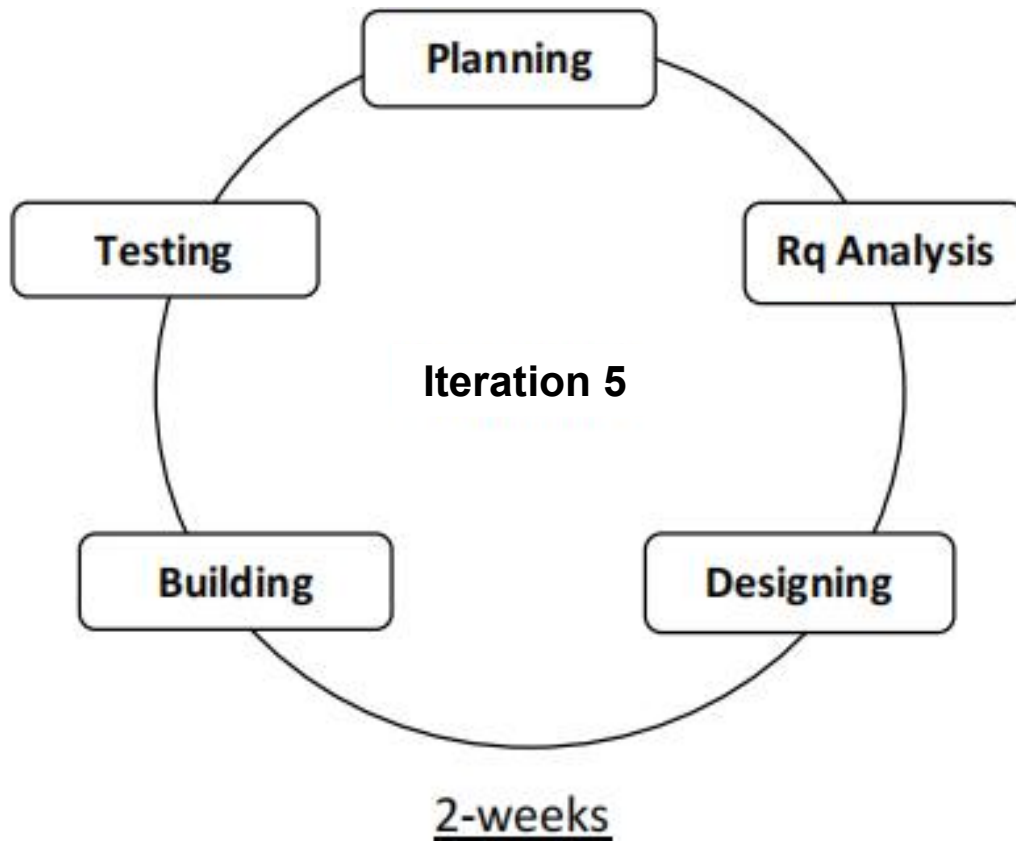 Planning
Testing
Rq Analysis
Iteration 5
Building
Designing
2-weeks